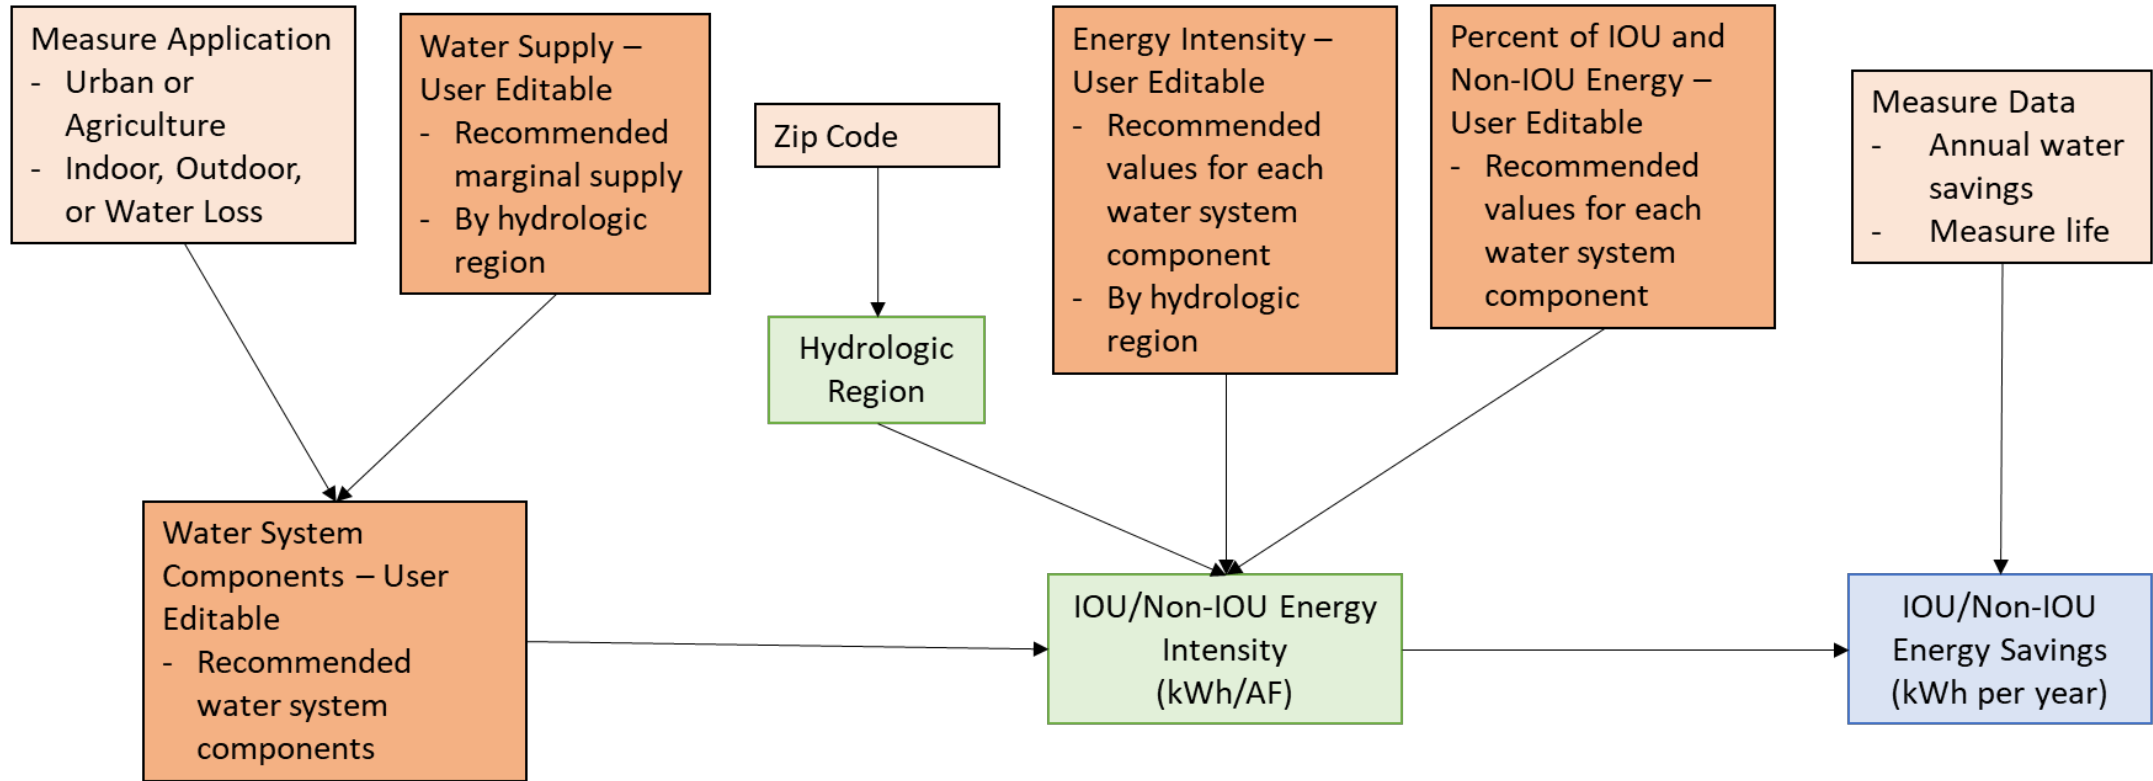 Measure Application
- Urban or
Agriculture
- Indoor, Outdoor,
or Water Loss
Water Supply –
User Editable
- Recommended
marginal supply
- By hydrologic
region
Zip Code
Hydrologic
Region
Energy Intensity –
User Editable
- Recommended
values for each
water system
component
- By hydrologic
region
Percent of IOU and
Non-IOU Energy –
User Editable
- Recommended
values for each
water system
component
Measure Data
- Annual water
savings
- Measure life
Water System
Components – User
Editable
- Recommended
water system
components
IOU/Non-IOU Energy
Intensity
(kWh/AF)
IOU/Non-IOU
Energy Savings
(kWh per year)